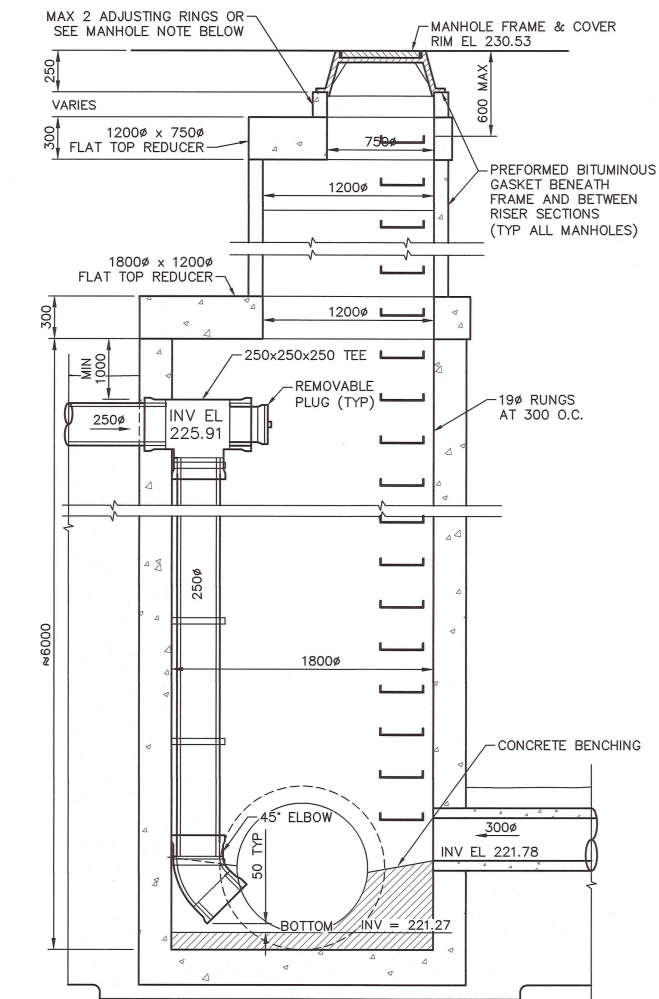 MAX 2 ADJUSTING RINGS OR
SEE MANHOLE NOTE BELOW
MANHOLE FRAME & COVER
RIM EL 230.53
250
600 MAX
VARIES
300
1200ø x 750ø
FLAT TOP REDUCER
750ø
PREFORMED BITUMINOUS
GASKET BENEATH
FRAME AND BETWEEN
RISER SECTIONS
(TYP ALL MANHOLES)
1200ø
1800ø x 1200ø
FLAT TOP REDUCER
300
1200ø
MIN
1000
250x250x250 TEE
REMOVABLE
PLUG (TYP)
19ø RUNGS
AT 300 O.C.
250ø
INV EL
225.91
250ø
≈6000
1800ø
CONCRETE BENCHING
45° ELBOW
50 TYP
300ø
INV EL 221.78
BOTTOM INV = 221.27